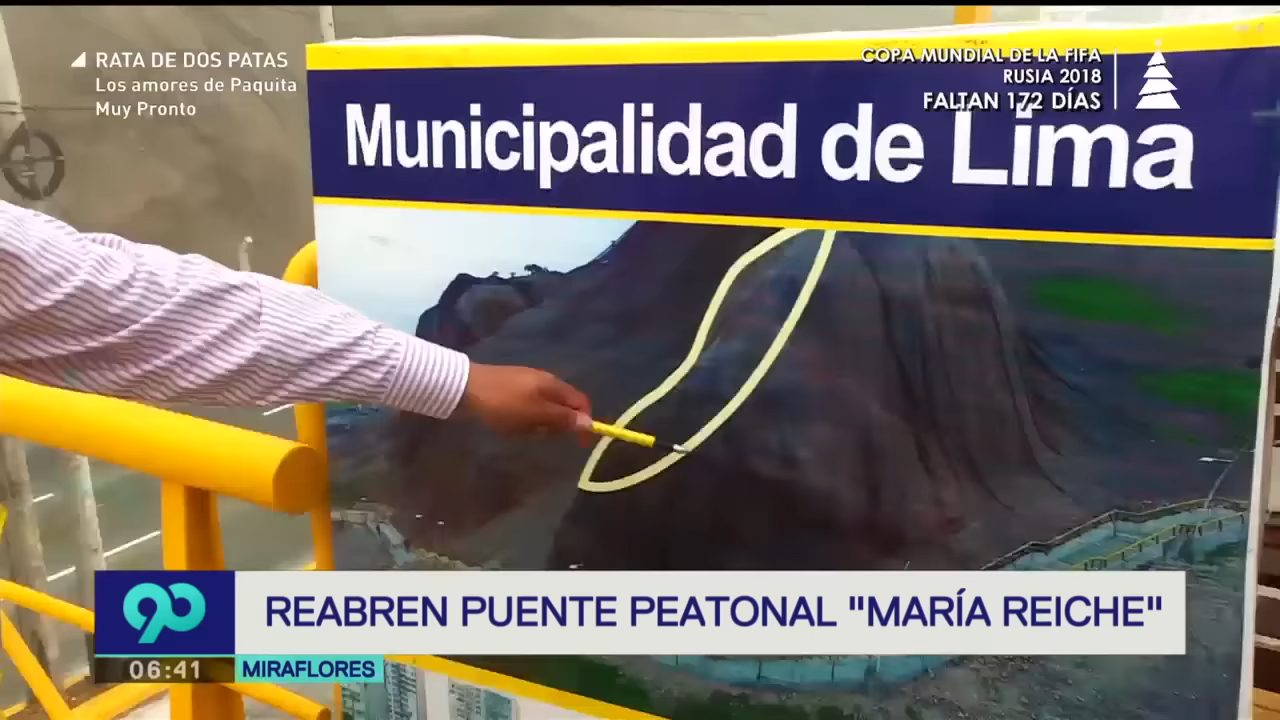 RATA DE DOS PATAS
Los amores de Paquita
Muy Pronto
COPA MUNDIAL DE LA FIFA
RUSIA 2018
FALTAN 172 DÍAS
Municipalidad de Lima
90
REABREN PUENTE PEATONAL "MARÍA REICHE"
06:41
MIRAFLORES